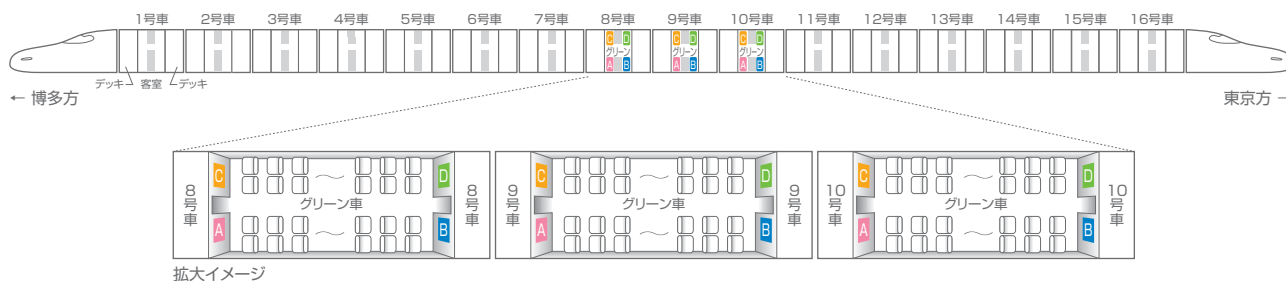 1号車 2号車 3号車 4号車 5号車 6号車 7号車 8号車 9号車 10号車 11号車 12号車 13号車 14号車 15号車 16号車
C D C D C D
グリーン グリーン グリーン
A B A B A B
デッキ 客室 デッキ
← 博多方
東京方 →
C D C D C D
8号車 グリーン車 8号車 9号車 グリーン車 9号車 10号車 グリーン車 10号車
A B A B A B
拡大イメージ